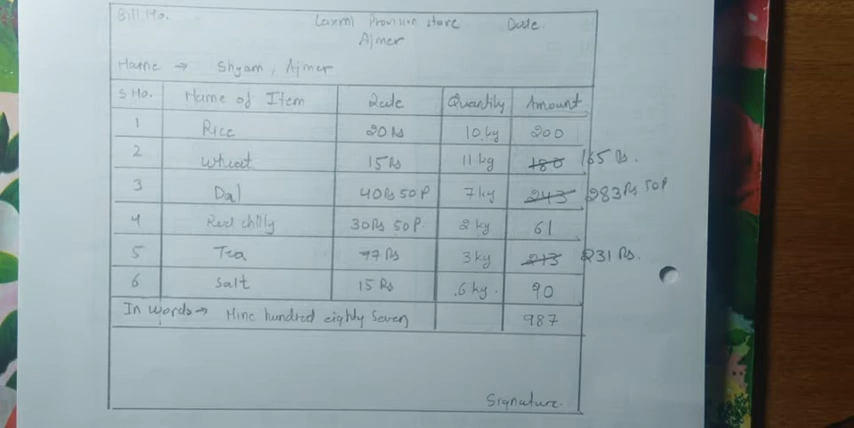 Bill No. Laxmi Provision store Date.
Ajmer
Name → Shyam, Ajmer
S No. Name of Item Rate Quantity Amount
1 Rice 20 Rs 10 kg 200
2 wheat 15 Rs 11 kg 180 165 Rs.
3 Dal 40 Rs 50 P 7 kg 243 283 Rs 50P
4 Red chilly 30 Rs 50 P 2 kg 61
5 Tea 77 Rs 3 kg 213 231 Rs.
6 Salt 15 Rs 6 kg. 90
In words → Nine hundred eighty seven 987
Signature.